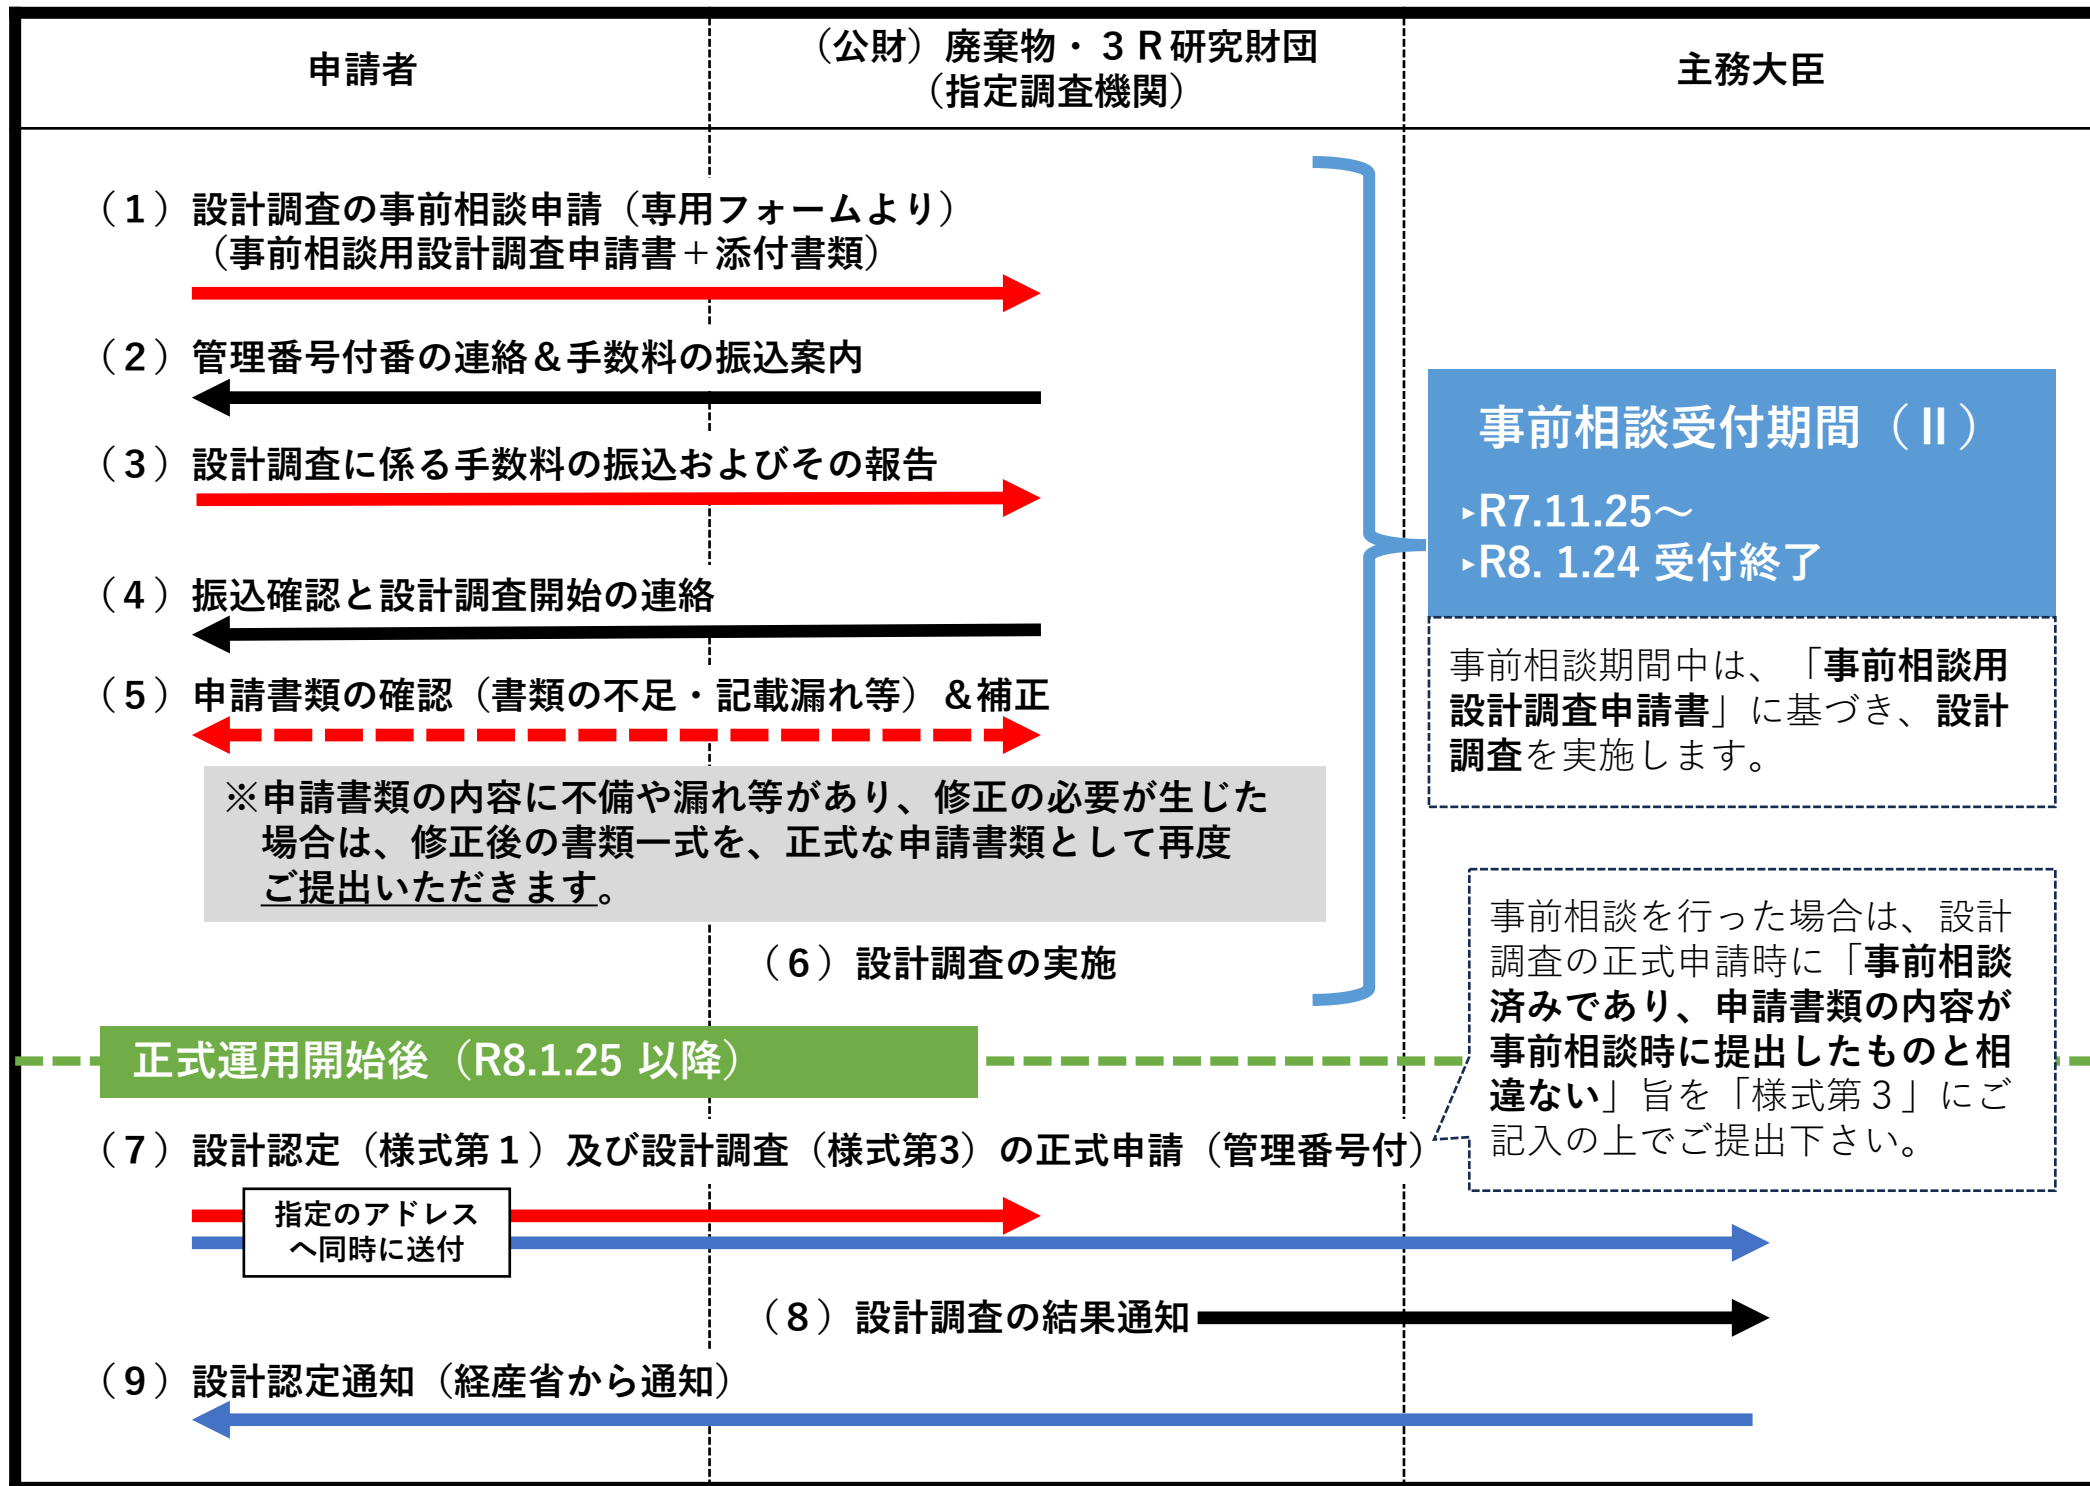 申請者
（公財）廃棄物・３Ｒ研究財団
（指定調査機関）
主務大臣
（１）設計調査の事前相談申請（専用フォームより）
（事前相談用設計調査申請書＋添付書類）
（２）管理番号付番の連絡＆手数料の振込案内
（３）設計調査に係る手数料の振込およびその報告
（４）振込確認と設計調査開始の連絡
（５）申請書類の確認（書類の不足・記載漏れ等）＆補正
※申請書類の内容に不備や漏れ等があり、修正の必要が生じた
場合は、修正後の書類一式を、正式な申請書類として再度
ご提出いただきます。
（６）設計調査の実施
事前相談受付期間（Ⅱ）
▸R7.11.25～
▸R8. 1.24 受付終了
事前相談期間中は、「事前相談用
設計調査申請書」に基づき、設計
調査を実施します。
事前相談を行った場合は、設計
調査の正式申請時に「事前相談
済みであり、申請書類の内容が
事前相談時に提出したものと相
違ない」旨を「様式第３」にご
記入の上でご提出下さい。
正式運用開始後（R8.1.25 以降）
（７）設計認定（様式第１）及び設計調査（様式第3）の正式申請（管理番号付）
指定のアドレス
へ同時に送付
（８）設計調査の結果通知
（９）設計認定通知（経産省から通知）